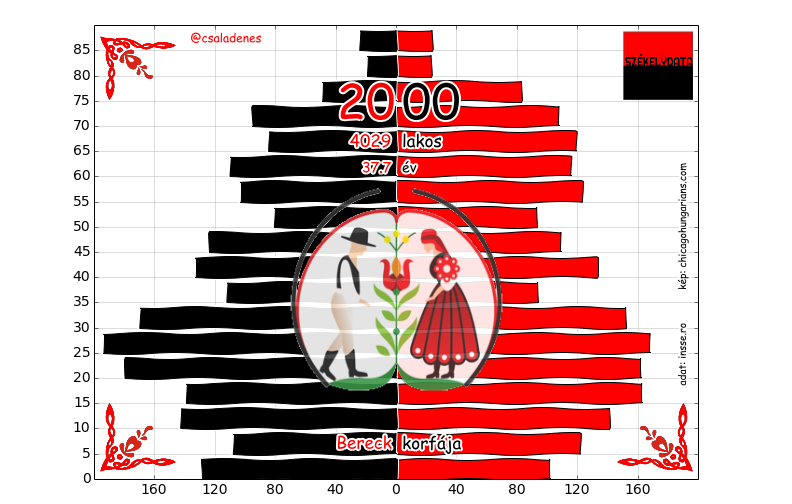 @csaladenes
SZÉKELYDATA
2000
4029 lakos
37.7 év
kép: chicagohungarians.com
adat: insse.ro
Bereck korfája
85
80
75
70
65
60
55
50
45
40
35
30
25
20
15
10
5
0
160 120 80 40 0 40 80 120 160